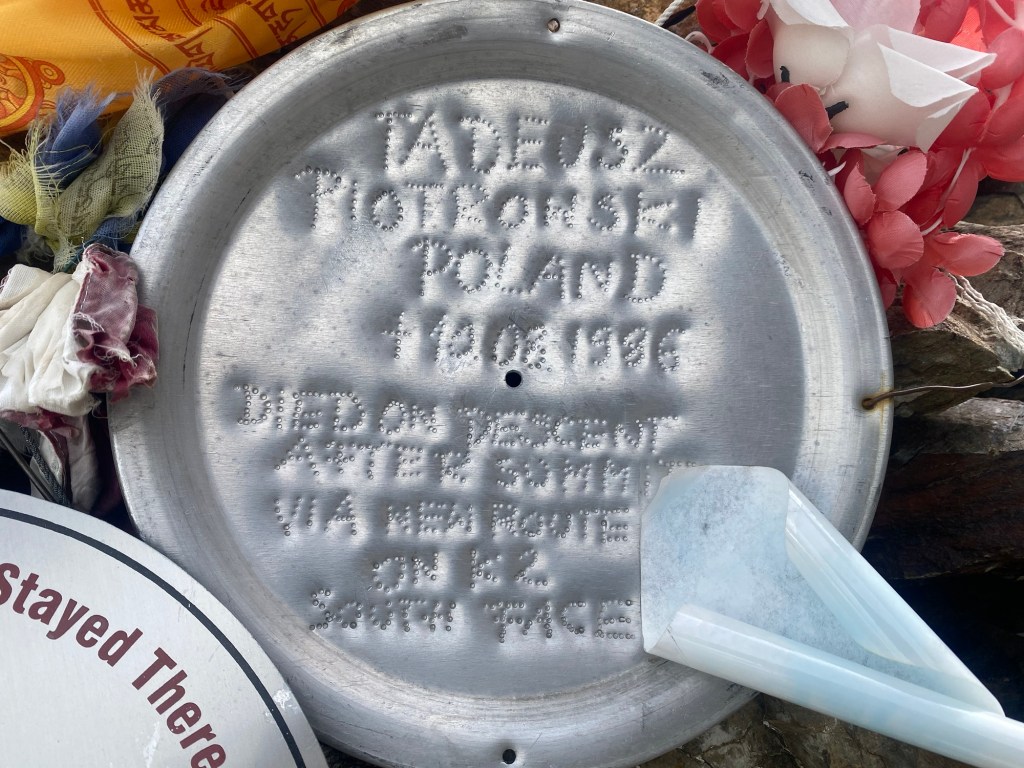 TADEUSZ
PIOTROWSKI
POLAND
+ 10.07.1986
DIED ON DESCENT
AFTER SUMMIT
VIA NEW ROUTE
ON K2
SOUTH FACE
Stayed There